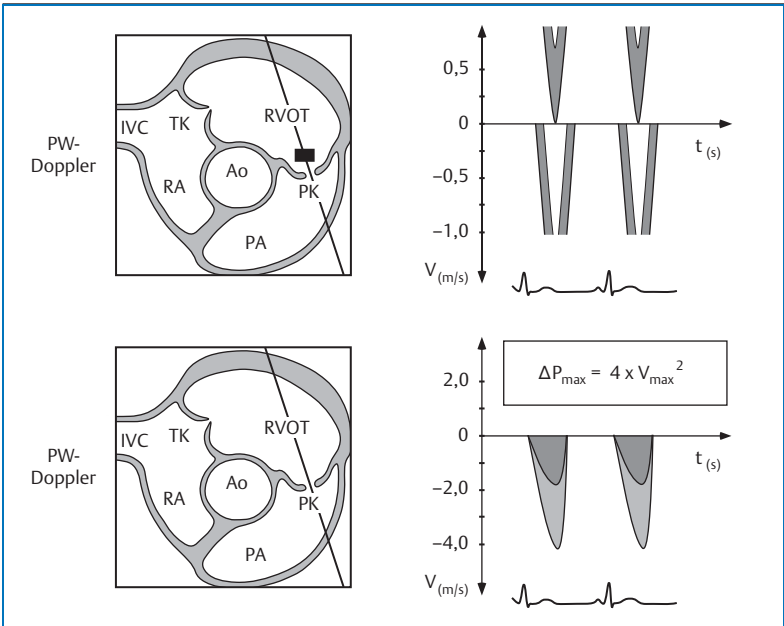 PW-
Doppler
IVC
TK
RVOT
RA
Ao
PK
PA
0,5
0
−0,5
−1,0
V(m/s)
t (s)
PW-
Doppler
IVC
TK
RVOT
RA
Ao
PK
PA
ΔPmax = 4 x Vmax²
2,0
0
−2,0
−4,0
V(m/s)
t (s)